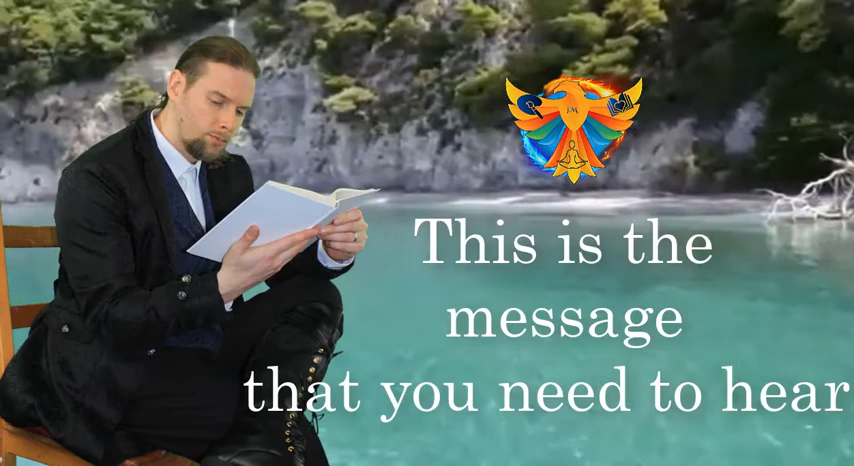 This is the
message
that you need to hear